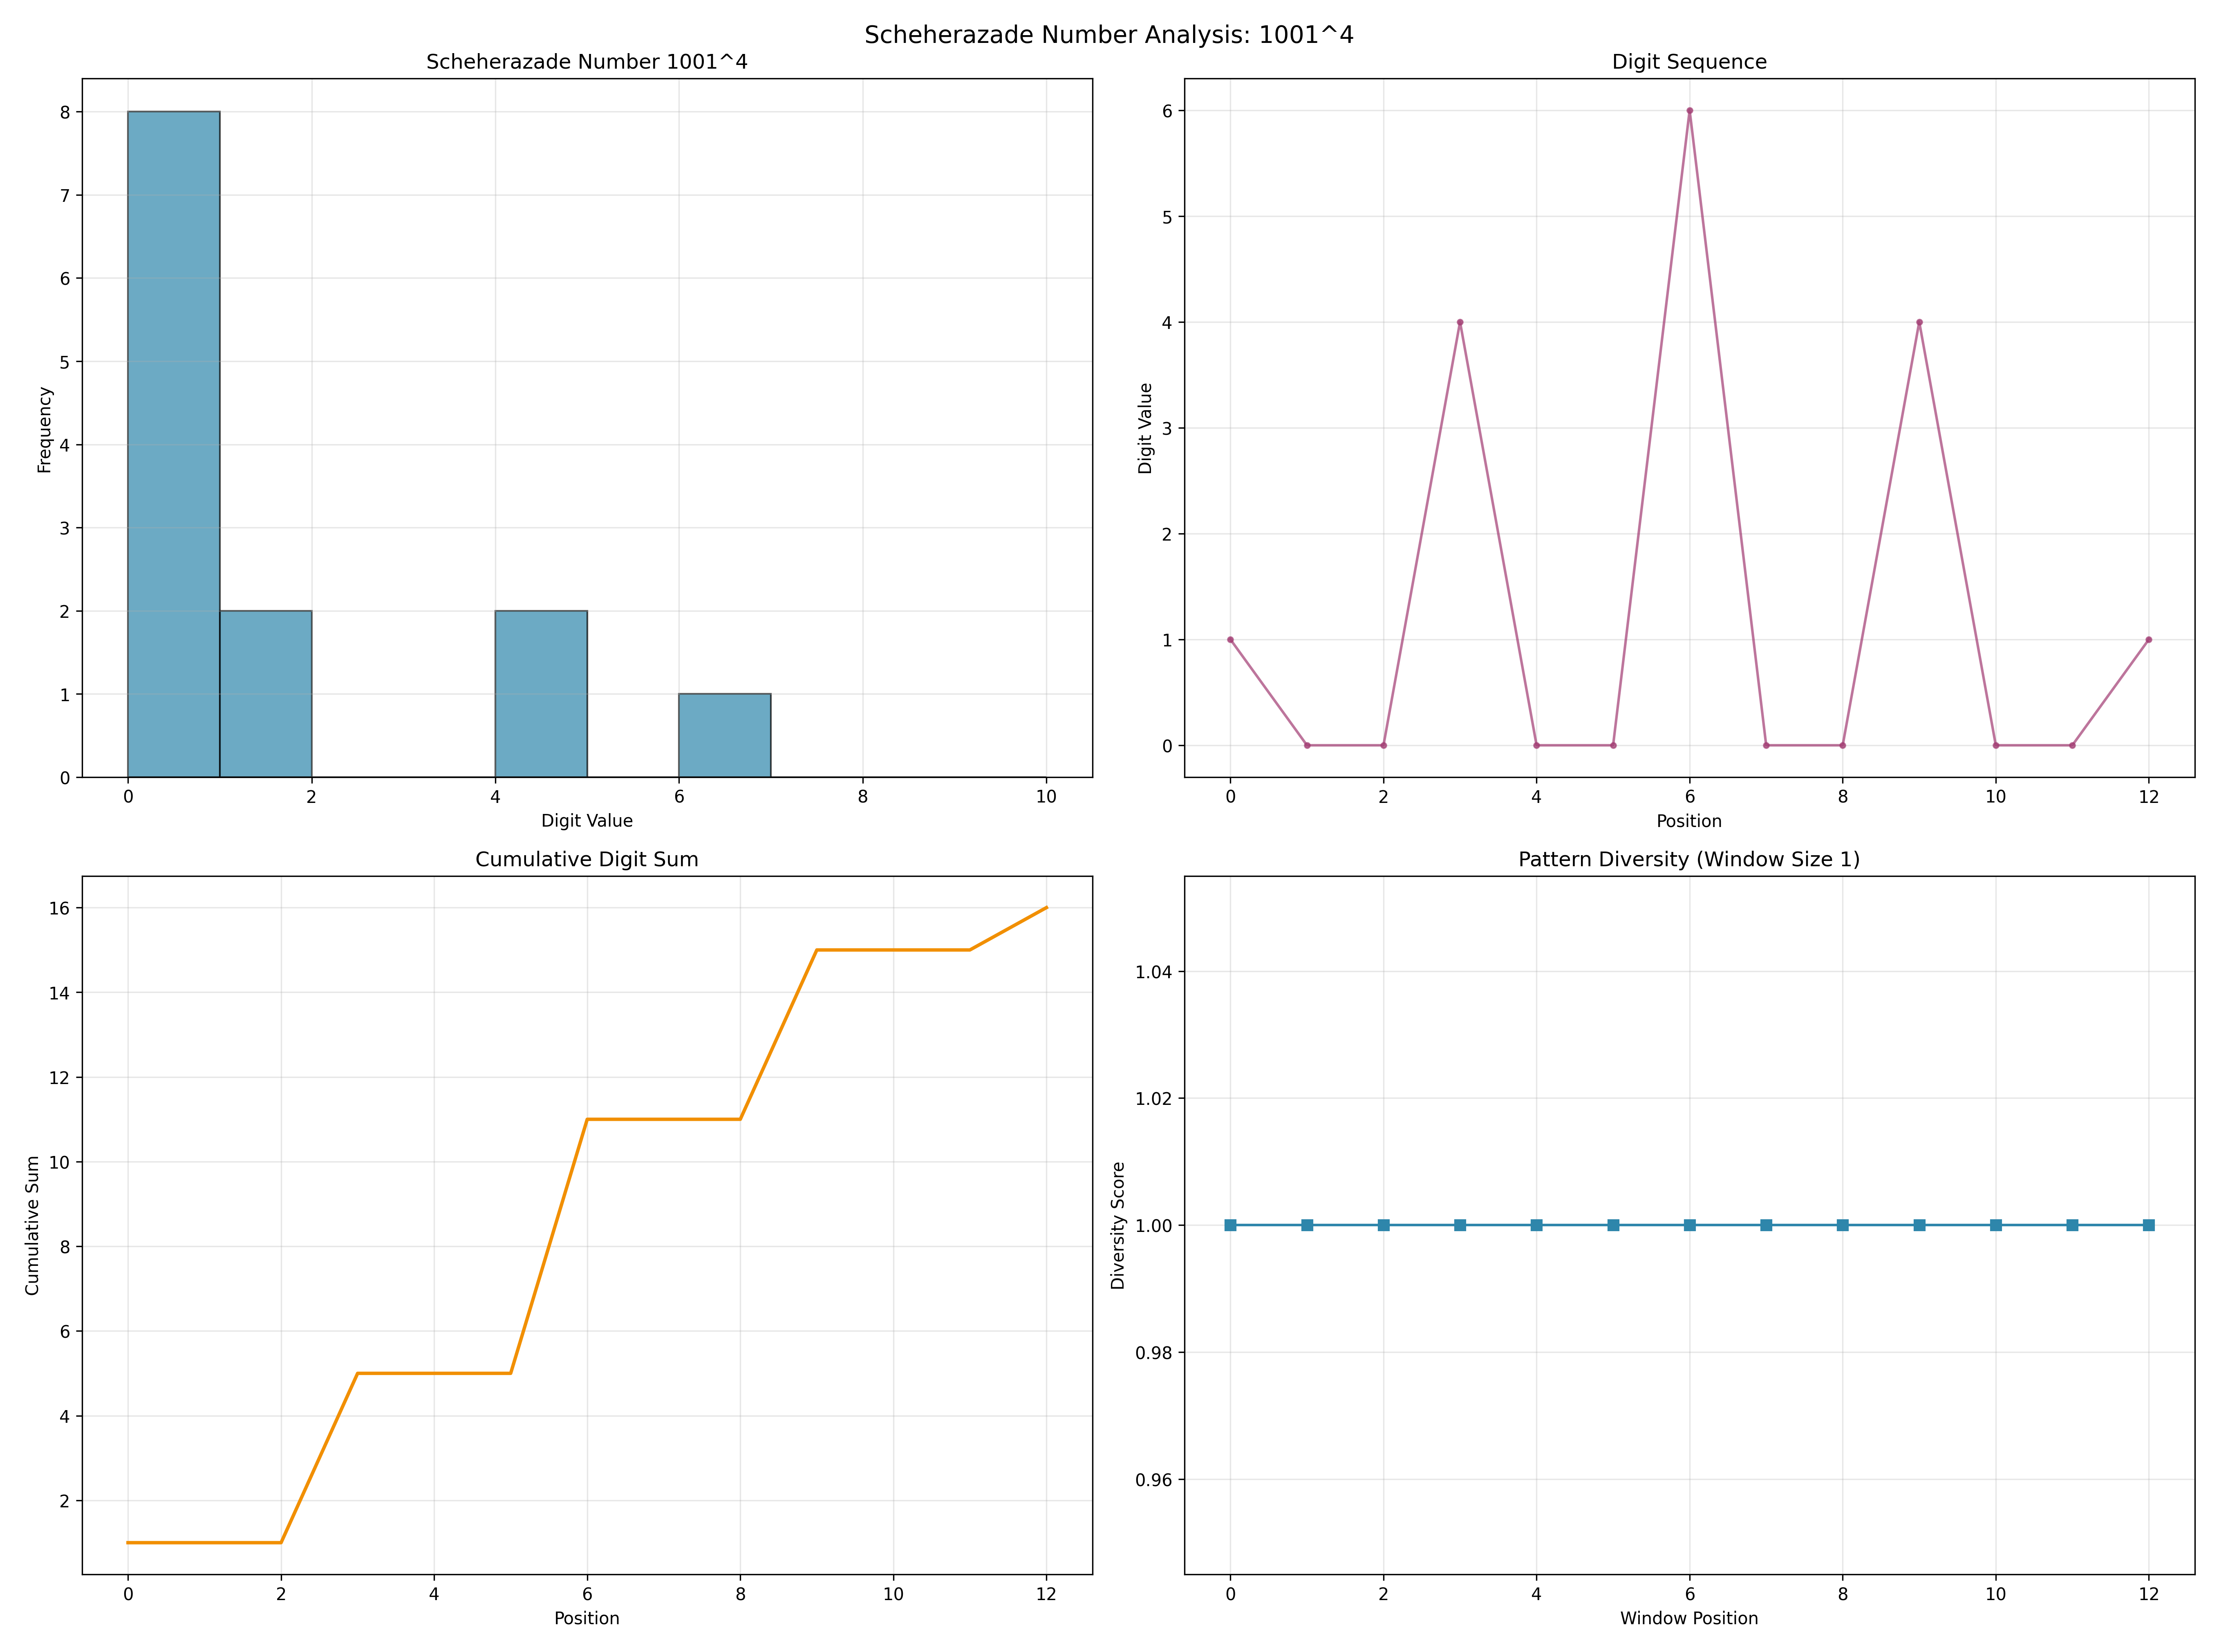 Scheherazade Number Analysis: 1001^4
Scheherazade Number 1001^4
Frequency
8
7
6
5
4
3
2
1
0
0 2 4 6 8 10
Digit Value
Digit Sequence
Digit Value
6
5
4
3
2
1
0
0 2 4 6 8 10 12
Position
Cumulative Digit Sum
Cumulative Sum
16
14
12
10
8
6
4
2
0 2 4 6 8 10 12
Position
Pattern Diversity (Window Size 1)
Diversity Score
1.04
1.02
1.00
0.98
0.96
0 2 4 6 8 10 12
Window Position